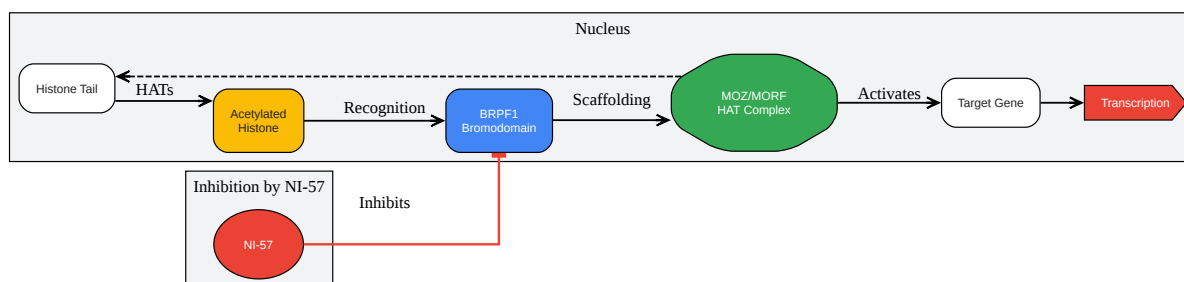 Nucleus
Histone Tail
HATs
Acetylated
Histone
Recognition
BRPF1
Bromodomain
Scaffolding
MOZ/MORF
HAT Complex
Activates
Target Gene
Transcription
Inhibition by NI-57
NI-57
Inhibits